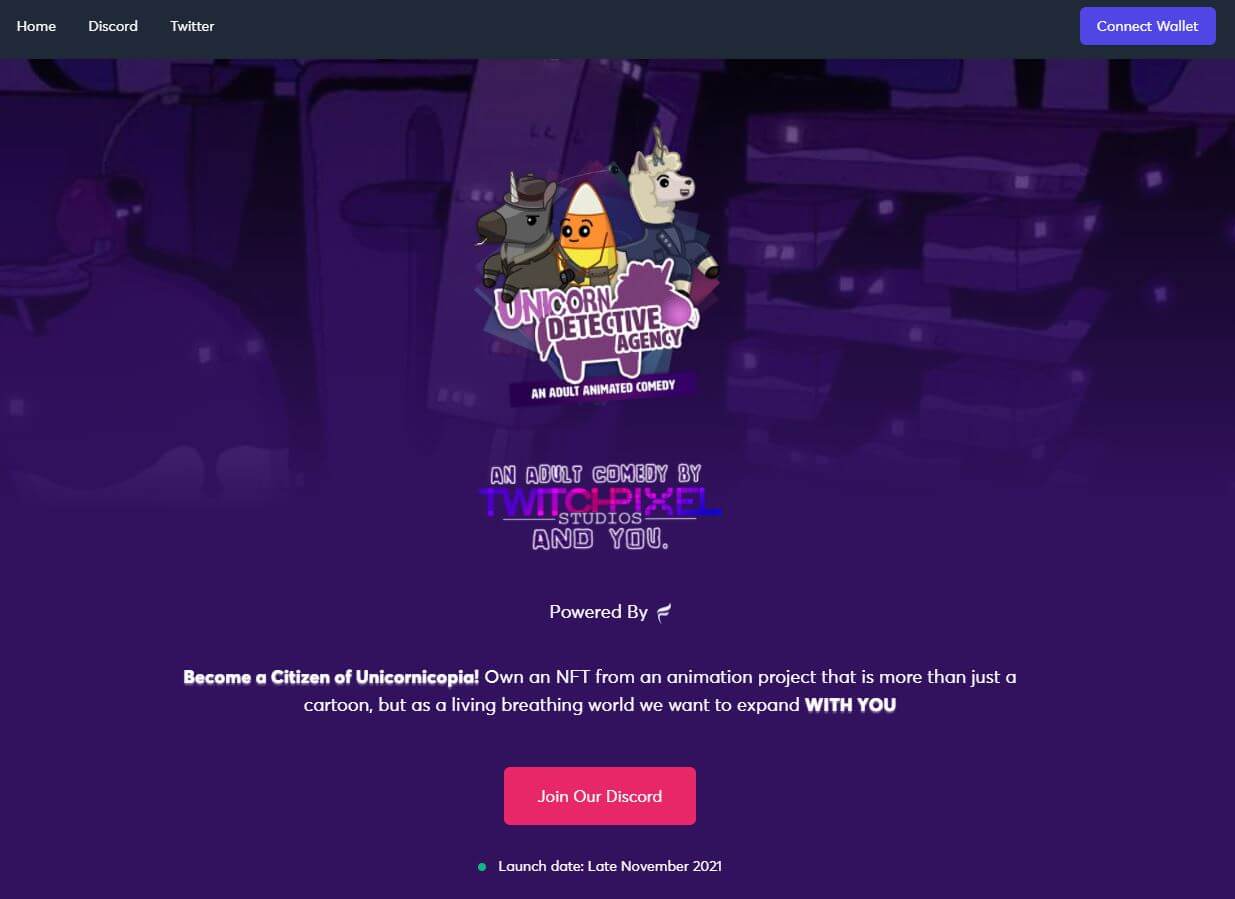 Home Discord Twitter Connect Wallet
UNICORN
DETECTIVE
AGENCY
AN ADULT ANIMATED COMEDY
AN ADULT COMEDY BY
TWITCHPIXEL
STUDIOS
AND YOU.
Powered By
Become a Citizen of Unicornicopia! Own an NFT from an animation project that is more than just a
cartoon, but as a living breathing world we want to expand WITH YOU
Join Our Discord
Launch date: Late November 2021